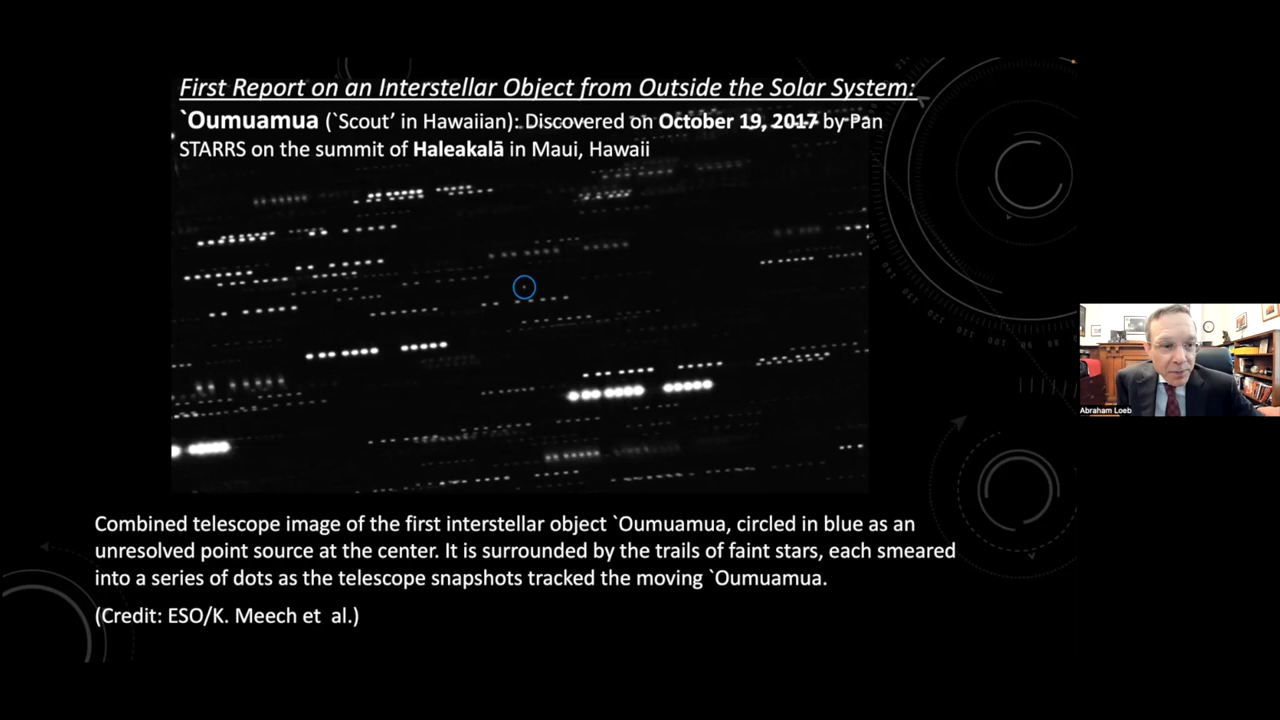 First Report on an Interstellar Object from Outside the Solar System:
`Oumuamua (`Scout’ in Hawaiian): Discovered on October 19, 2017 by Pan
STARRS on the summit of Haleakalā in Maui, Hawaii
Combined telescope image of the first interstellar object `Oumuamua, circled in blue as an
unresolved point source at the center. It is surrounded by the trails of faint stars, each smeared
into a series of dots as the telescope snapshots tracked the moving `Oumuamua.
(Credit: ESO/K. Meech et al.)
Abraham Loeb